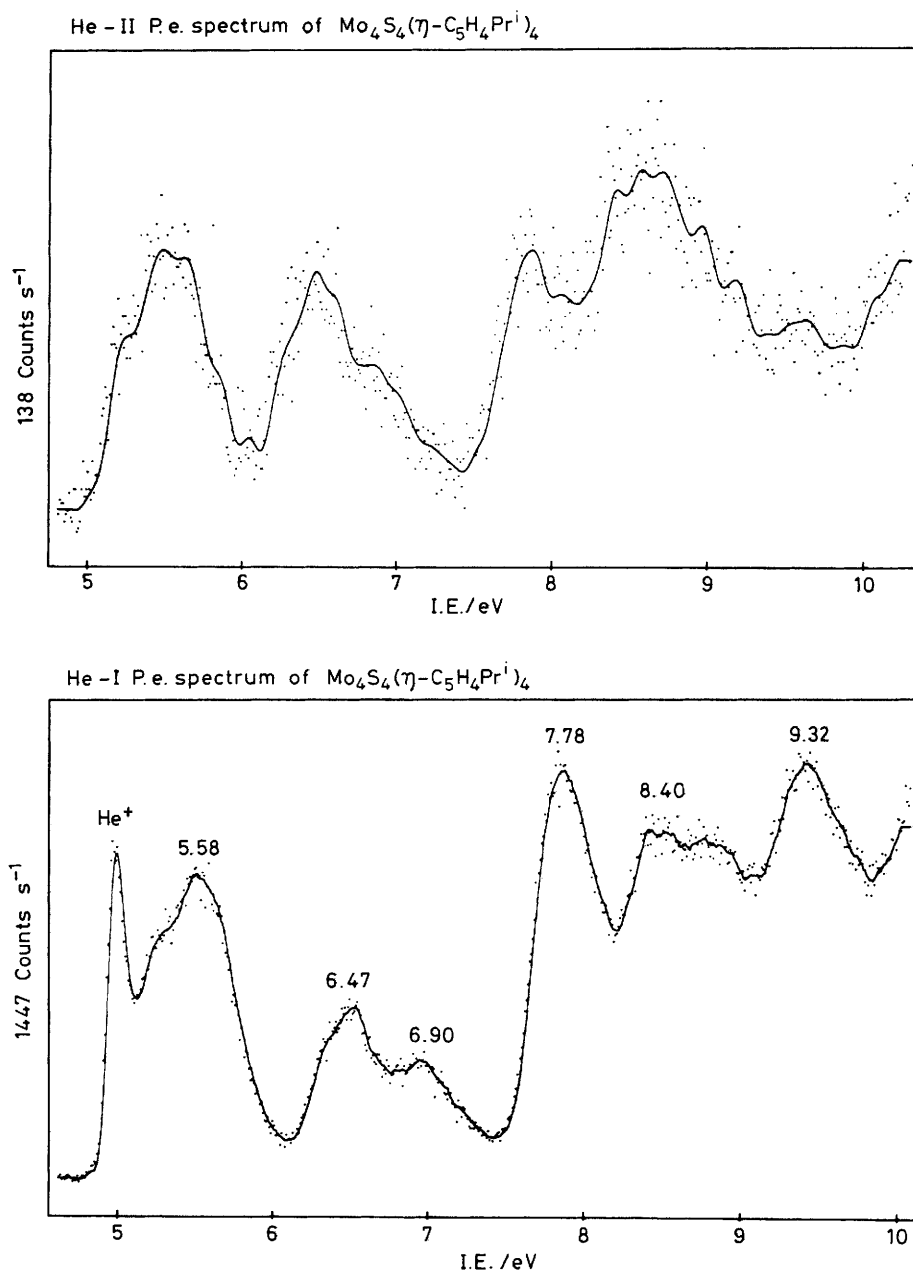 He-II P.e. spectrum of Mo₄S₄(η-C₅H₄Prⁱ)₄
138 Counts s⁻¹
5 6 7 8 9 10
I.E./eV
He-I P.e. spectrum of Mo₄S₄(η-C₅H₄Prⁱ)₄
1447 Counts s⁻¹
He⁺
5.58
6.47
6.90
7.78
8.40
9.32
5 6 7 8 9 10
I.E./eV